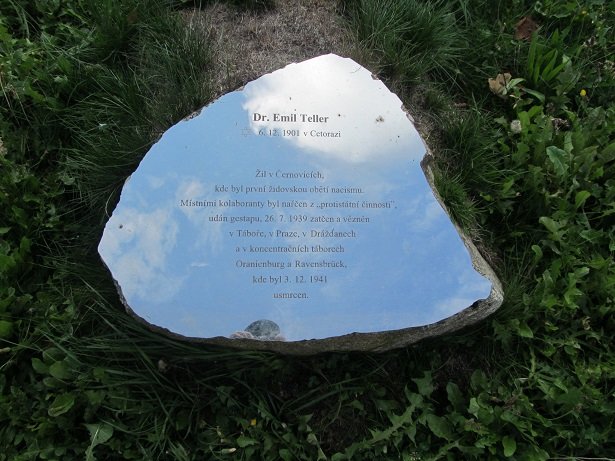 Dr. Emil Teller
✡ 6. 12. 1901 v Cetorazi
Žil v Černovicích,
kde byl první židovskou obětí nacismu.
Místními kolaboranty byl nařčen z „protistátní činnosti",
udán gestapu, 26. 7. 1939 zatčen a vězněn
v Táboře, v Praze, v Drážďanech
a v koncentračních táborech
Oranienburg a Ravensbrück,
kde byl 3. 12. 1941
usmrcen.